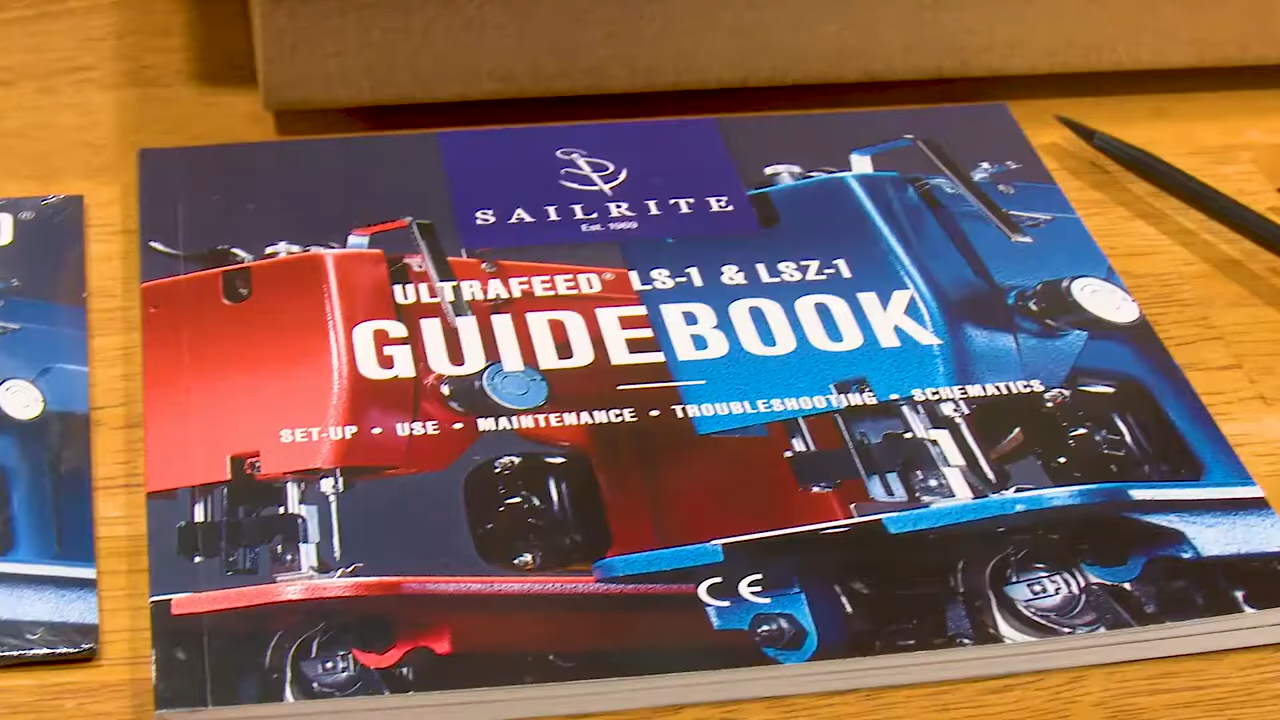 SAILRITE
Est. 1969
ULTRAFEED® LS-1 & LSZ-1
GUIDEBOOK
SET-UP • USE • MAINTENANCE • TROUBLESHOOTING • SCHEMATICS
CE